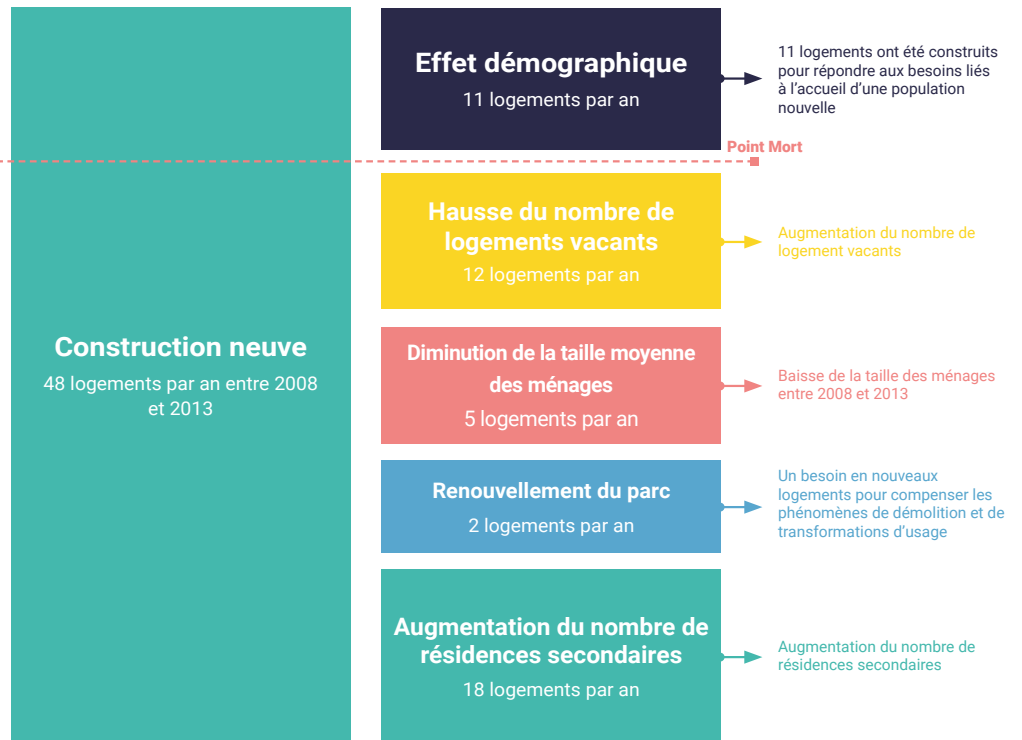 Construction neuve
48 logements par an entre 2008
et 2013
Effet démographique
11 logements par an
11 logements ont été construits
pour répondre aux besoins liés
à l'accueil d'une population
nouvelle
Point Mort
Hausse du nombre de
logements vacants
12 logements par an
Augmentation du nombre de
logement vacants
Diminution de la taille moyenne
des ménages
5 logements par an
Baisse de la taille des ménages
entre 2008 et 2013
Renouvellement du parc
2 logements par an
Un besoin en nouveaux
logements pour compenser les
phénomènes de démolition et de
transformations d'usage
Augmentation du nombre de
résidences secondaires
18 logements par an
Augmentation du nombre de
résidences secondaires